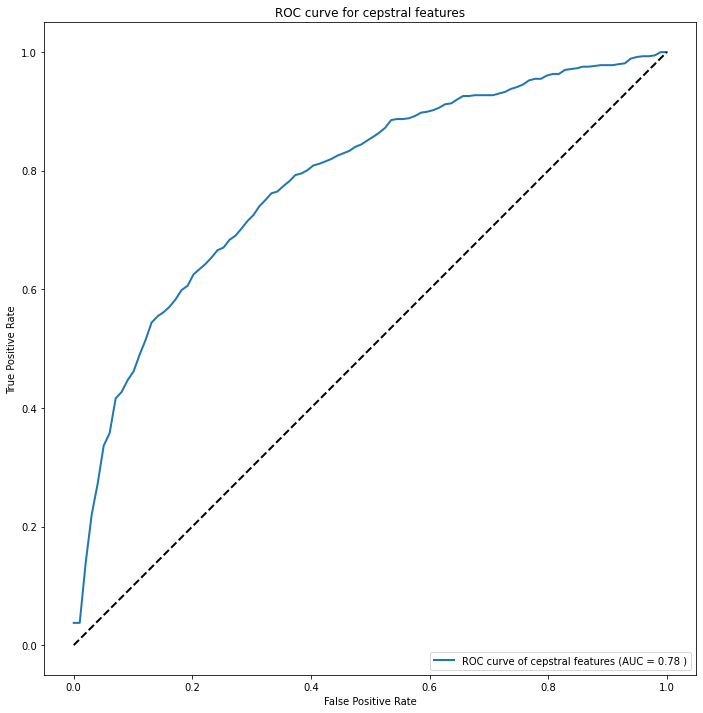 ROC curve for cepstral features
1.0
0.8
0.6
0.4
0.2
0.0
True Positive Rate
ROC curve of cepstral features (AUC = 0.78 )
0.0 0.2 0.4 0.6 0.8 1.0
False Positive Rate